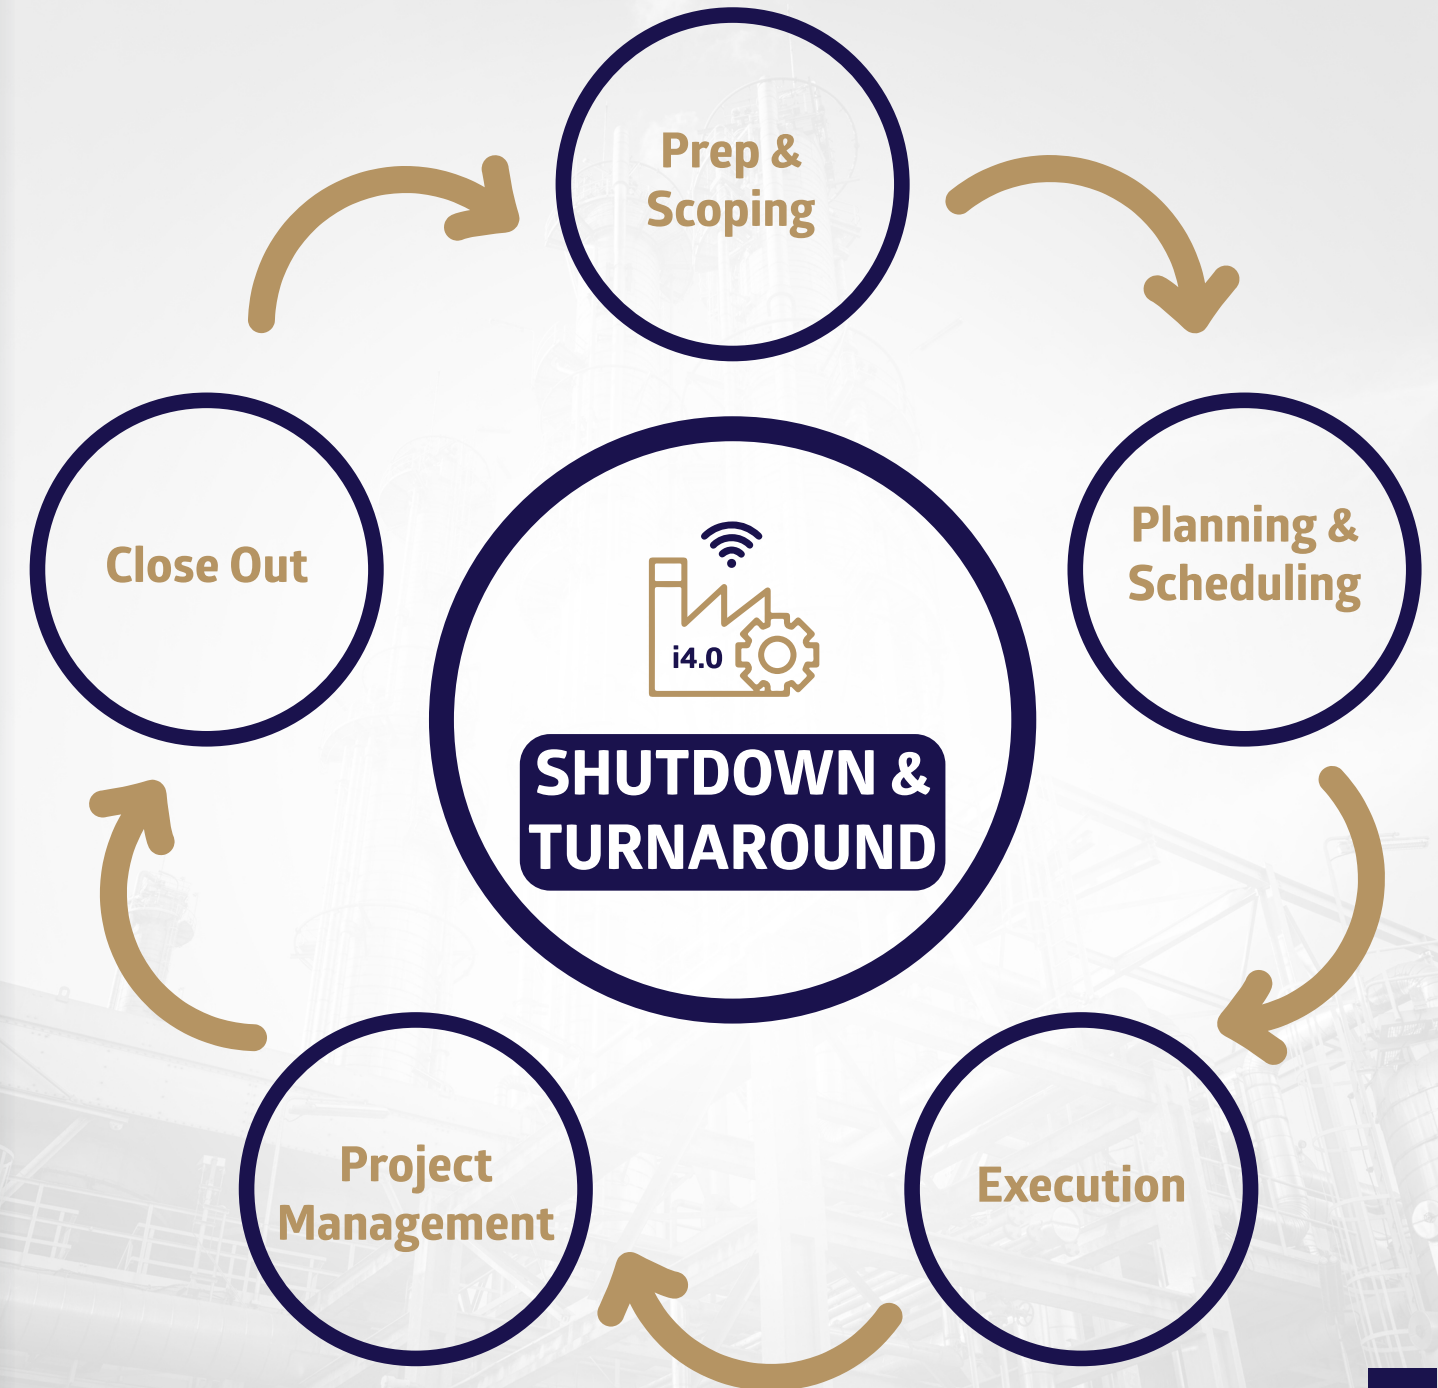 Prep &
Scoping
Planning &
Scheduling
Close Out
i4.0
SHUTDOWN &
TURNAROUND
Project
Management
Execution